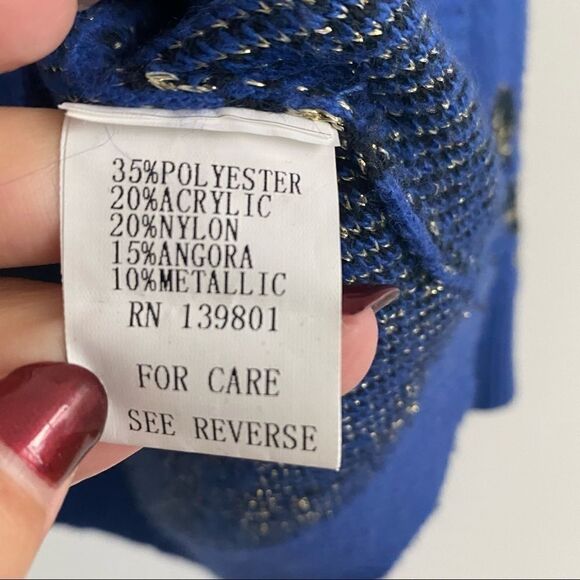 35%POLYESTER
20%ACRYLIC
20%NYLON
15%ANGORA
10%METALLIC
RN 139801
FOR CARE
SEE REVERSE